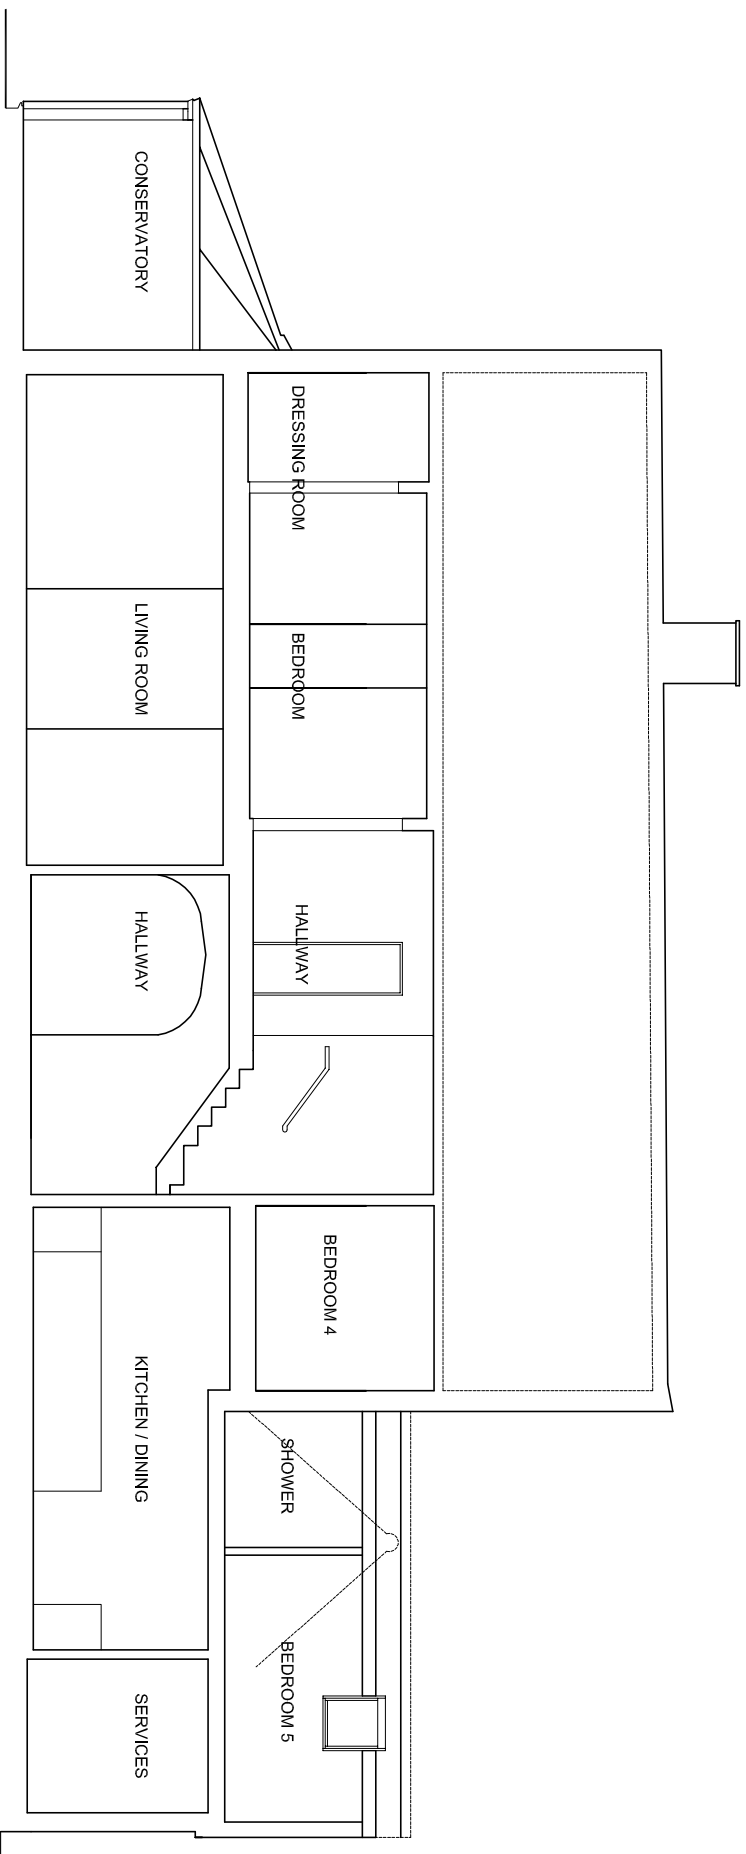 DRESSING ROOM
BEDROOM
HALLWAY
BEDROOM 4
SHOWER
BEDROOM 5
CONSERVATORY
LIVING ROOM
HALLWAY
KITCHEN / DINING
SERVICES